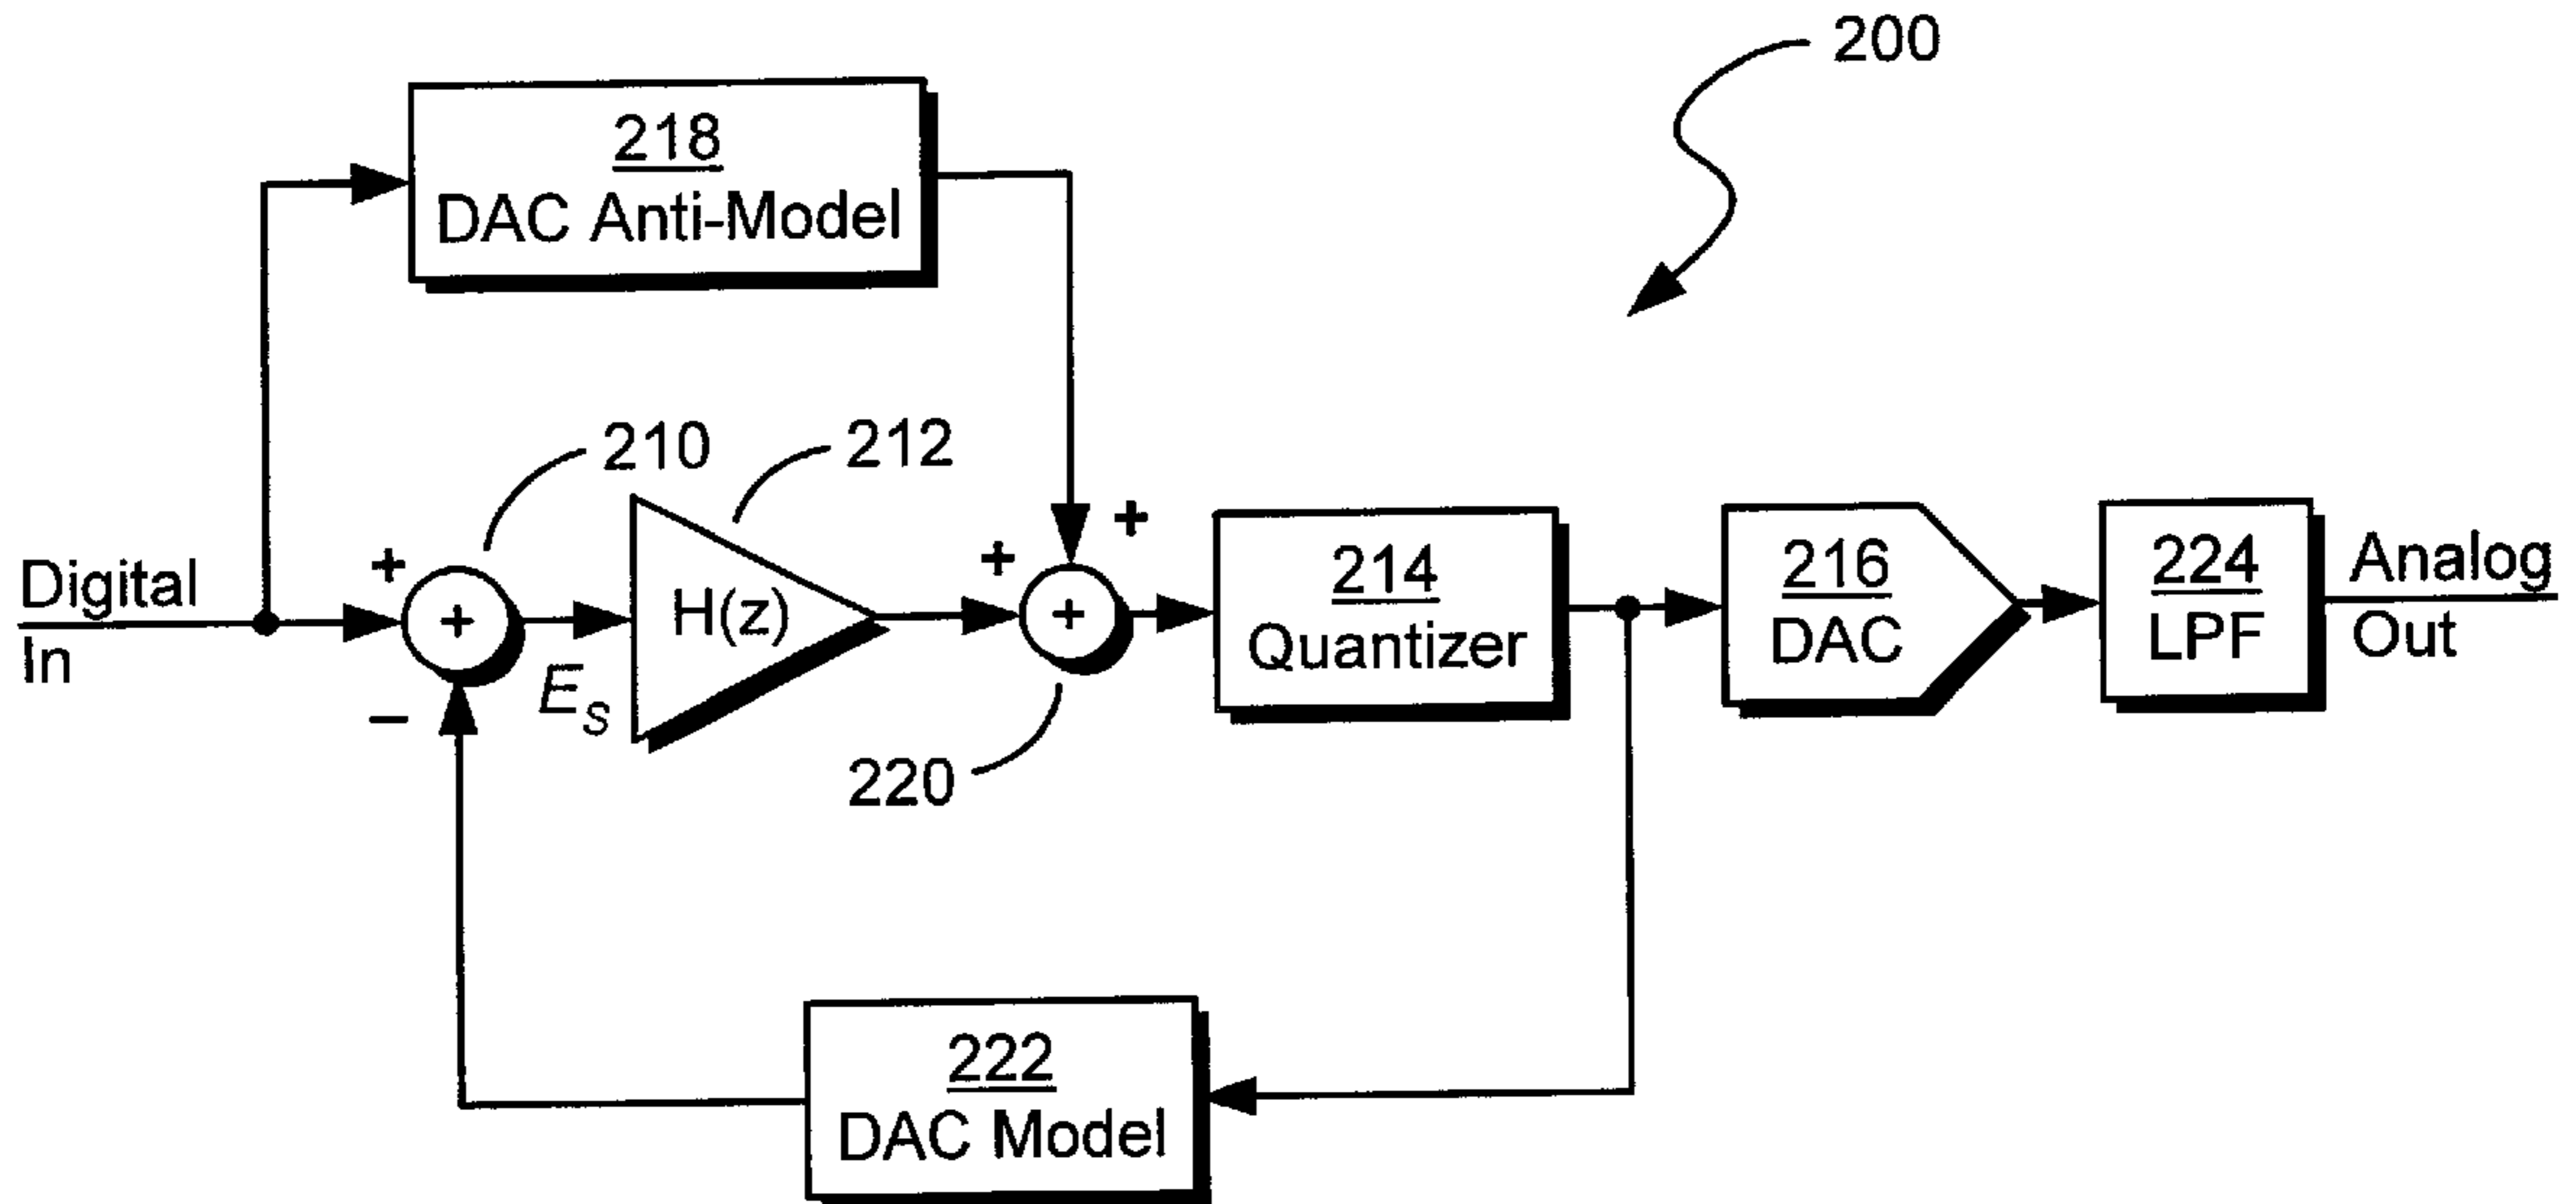 200
218
DAC Anti-Model
210
212
+
+
+
Digital
In
+
H(z)
+
214
Quantizer
216
DAC
224
LPF
Analog
Out
−
E_S
220
222
DAC Model